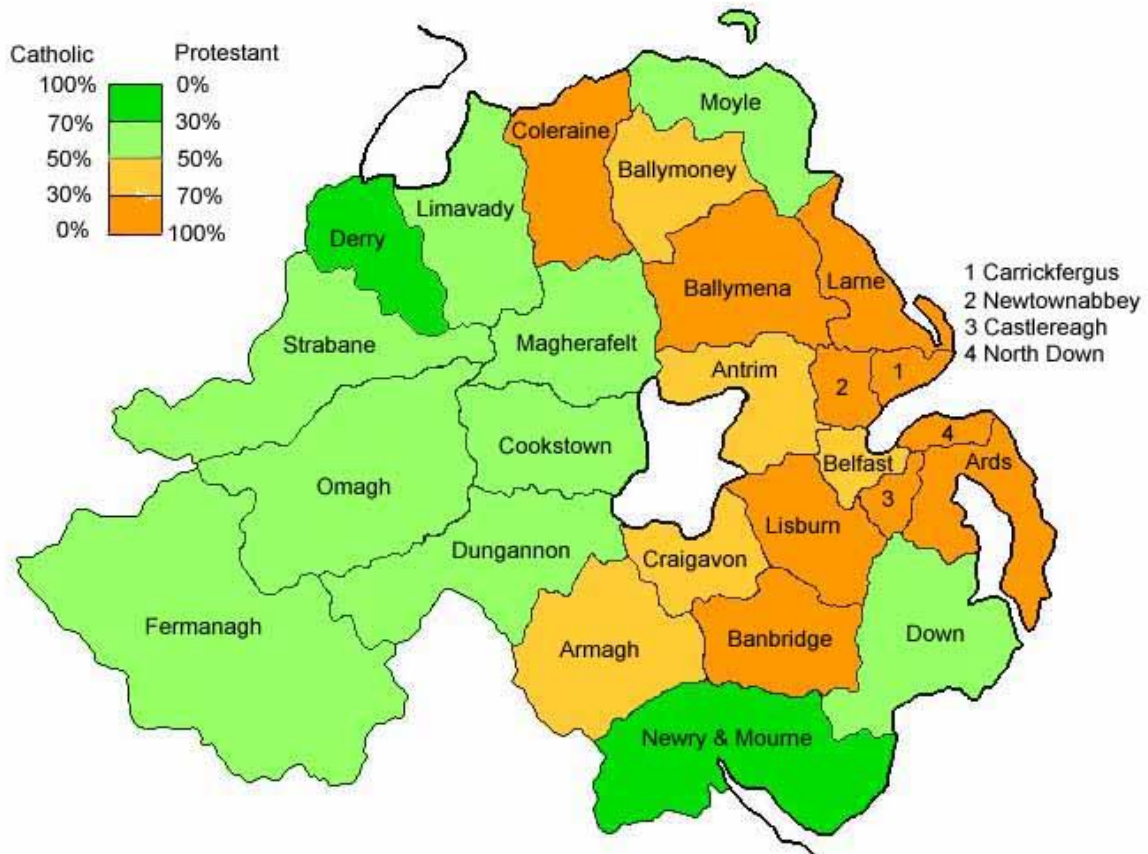 Catholic Protestant
100% 0%
70% 30%
50% 50%
30% 70%
0% 100%
Moyle
Coleraine
Ballymoney
Limavady
Derry
Ballymena
Larne
1 Carrickfergus
2 Newtownabbey
3 Castlereagh
4 North Down
Strabane
Magherafelt
Antrim
2
1
Cookstown
4
Belfast
Ards
Omagh
3
Lisburn
Dungannon
Craigavon
Fermanagh
Armagh
Banbridge
Down
Newry & Mourne